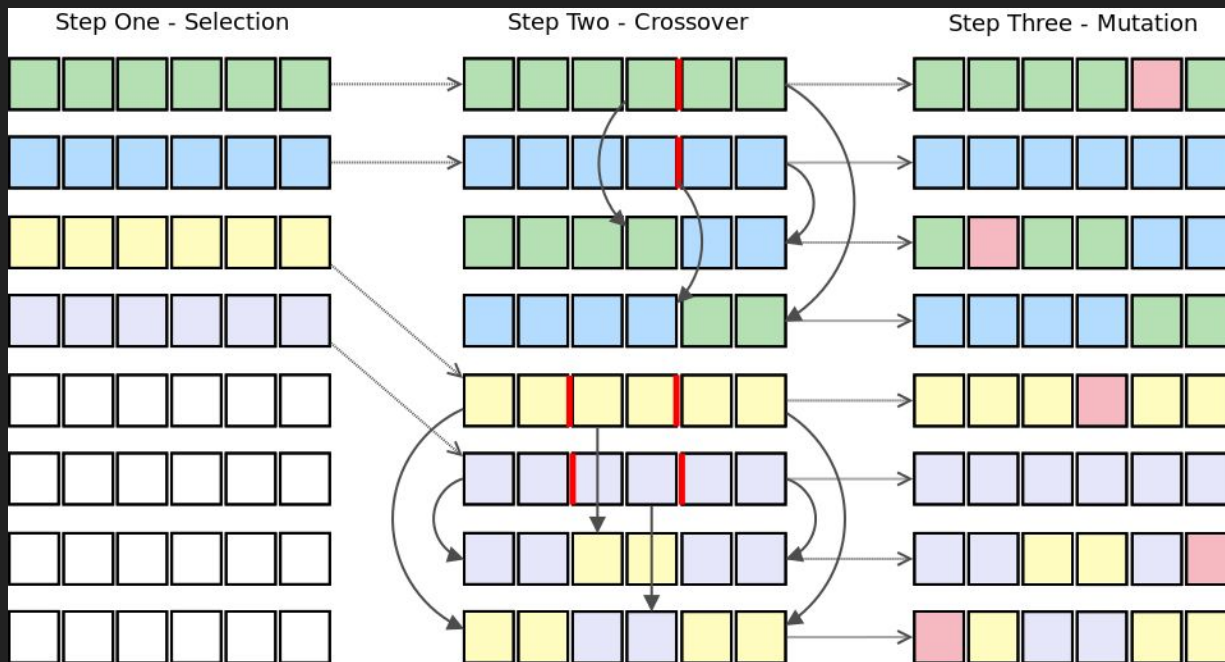 Step One - Selection
Step Two - Crossover
Step Three - Mutation